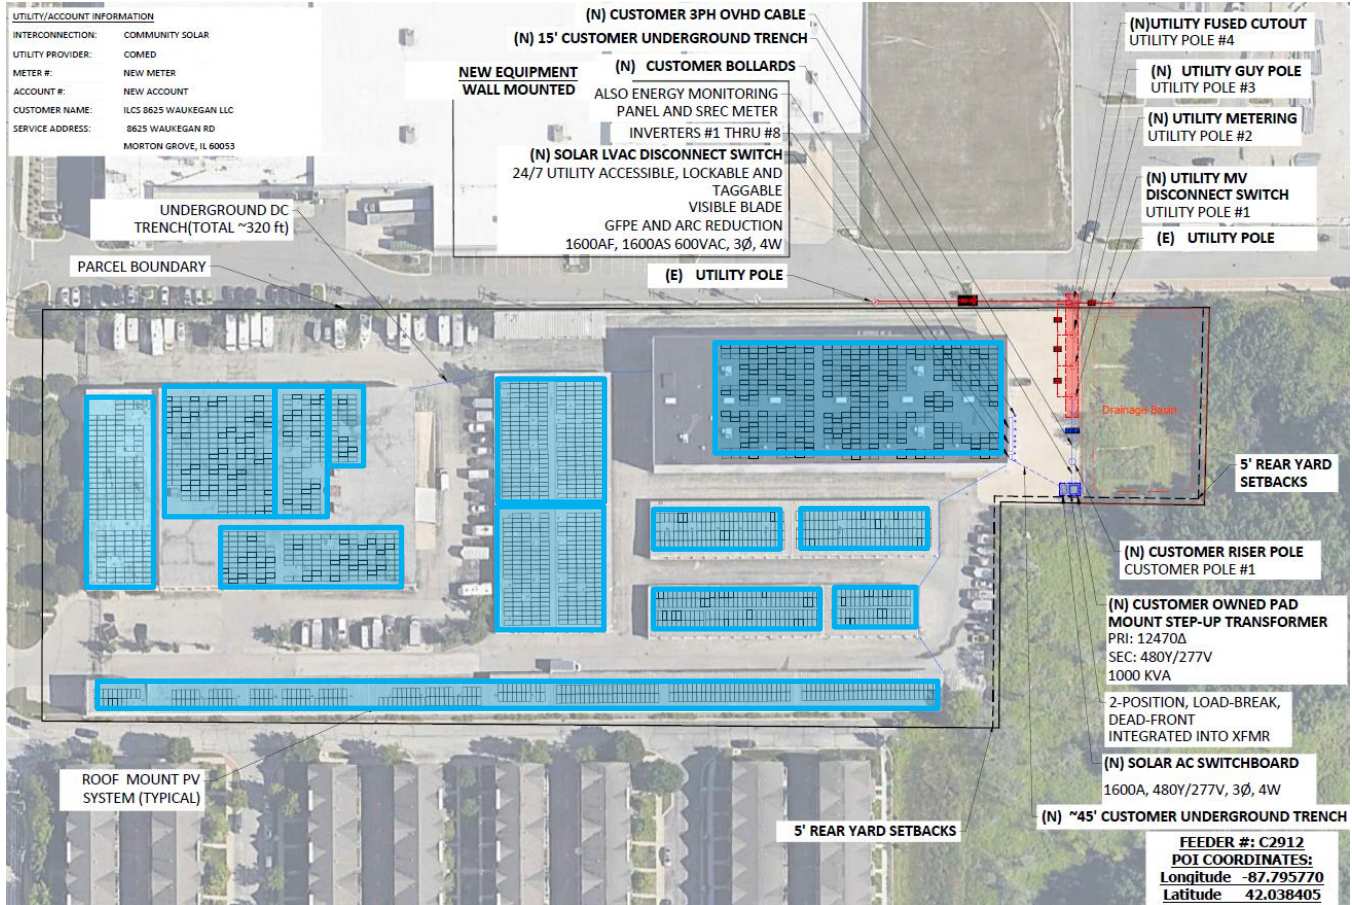 UTILITY/ACCOUNT INFORMATION
INTERCONNECTION: COMMUNITY SOLAR
UTILITY PROVIDER: COMED
METER #: NEW METER
ACCOUNT #: NEW ACCOUNT
CUSTOMER NAME: ILCS 8625 WAUKEGAN LLC
SERVICE ADDRESS: 8625 WAUKEGAN RD
MORTON GROVE, IL 60053
(N) CUSTOMER 3PH OVHD CABLE
(N) 15' CUSTOMER UNDERGROUND TRENCH
(N) CUSTOMER BOLLARDS
NEW EQUIPMENT
WALL MOUNTED
ALSO ENERGY MONITORING
PANEL AND SREC METER
INVERTERS #1 THRU #8
(N) SOLAR LVAC DISCONNECT SWITCH
24/7 UTILITY ACCESSIBLE, LOCKABLE AND
TAGGABLE
VISIBLE BLADE
GFPE AND ARC REDUCTION
1600AF, 1600AS 600VAC, 3Ø, 4W
(E) UTILITY POLE
(N)UTILITY FUSED CUTOUT
UTILITY POLE #4
(N) UTILITY GUY POLE
UTILITY POLE #3
(N) UTILITY METERING
UTILITY POLE #2
(N) UTILITY MV
DISCONNECT SWITCH
UTILITY POLE #1
(E) UTILITY POLE
UNDERGROUND DC
TRENCH(TOTAL ~320 ft)
PARCEL BOUNDARY
Drainage Basin
5' REAR YARD
SETBACKS
(N) CUSTOMER RISER POLE
CUSTOMER POLE #1
(N) CUSTOMER OWNED PAD
MOUNT STEP-UP TRANSFORMER
PRI: 12470Δ
SEC: 480Y/277V
1000 KVA
2-POSITION, LOAD-BREAK,
DEAD-FRONT
INTEGRATED INTO XFMR
(N) SOLAR AC SWITCHBOARD
1600A, 480Y/277V, 3Ø, 4W
(N) ~45' CUSTOMER UNDERGROUND TRENCH
ROOF MOUNT PV
SYSTEM (TYPICAL)
5' REAR YARD SETBACKS
FEEDER #: C2912
POI COORDINATES:
Longitude -87.795770
Latitude 42.038405